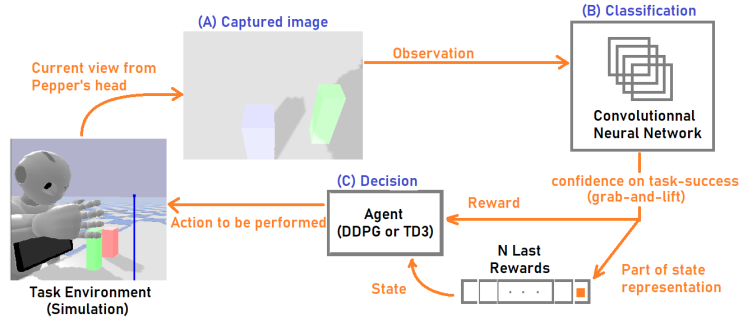 (A) Captured image
(B) Classification
Current view from
Pepper's head
Observation
Convolutionnal
Neural Network
(C) Decision
confidence on task-success
(grab-and-lift)
Action to be performed
Agent
(DDPG or TD3)
Reward
N Last
Rewards
. . .
Part of state
representation
State
Task Environment
(Simulation)